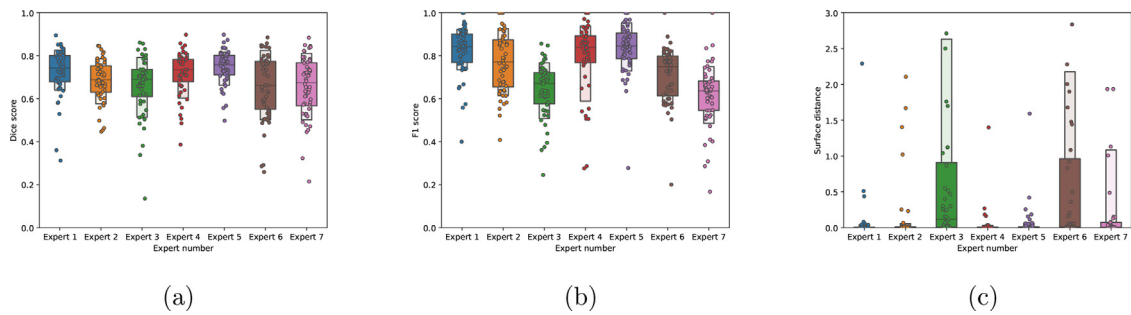 Dice score
1.0
0.8
0.6
0.4
0.2
0.0
Expert 1 Expert 2 Expert 3 Expert 4 Expert 5 Expert 6 Expert 7
Expert number
(a)
F1 score
1.0
0.8
0.6
0.4
0.2
0.0
Expert 1 Expert 2 Expert 3 Expert 4 Expert 5 Expert 6 Expert 7
Expert number
(b)
Surface distance
3.0
2.5
2.0
1.5
1.0
0.5
0.0
Expert 1 Expert 2 Expert 3 Expert 4 Expert 5 Expert 6 Expert 7
Expert number
(c)